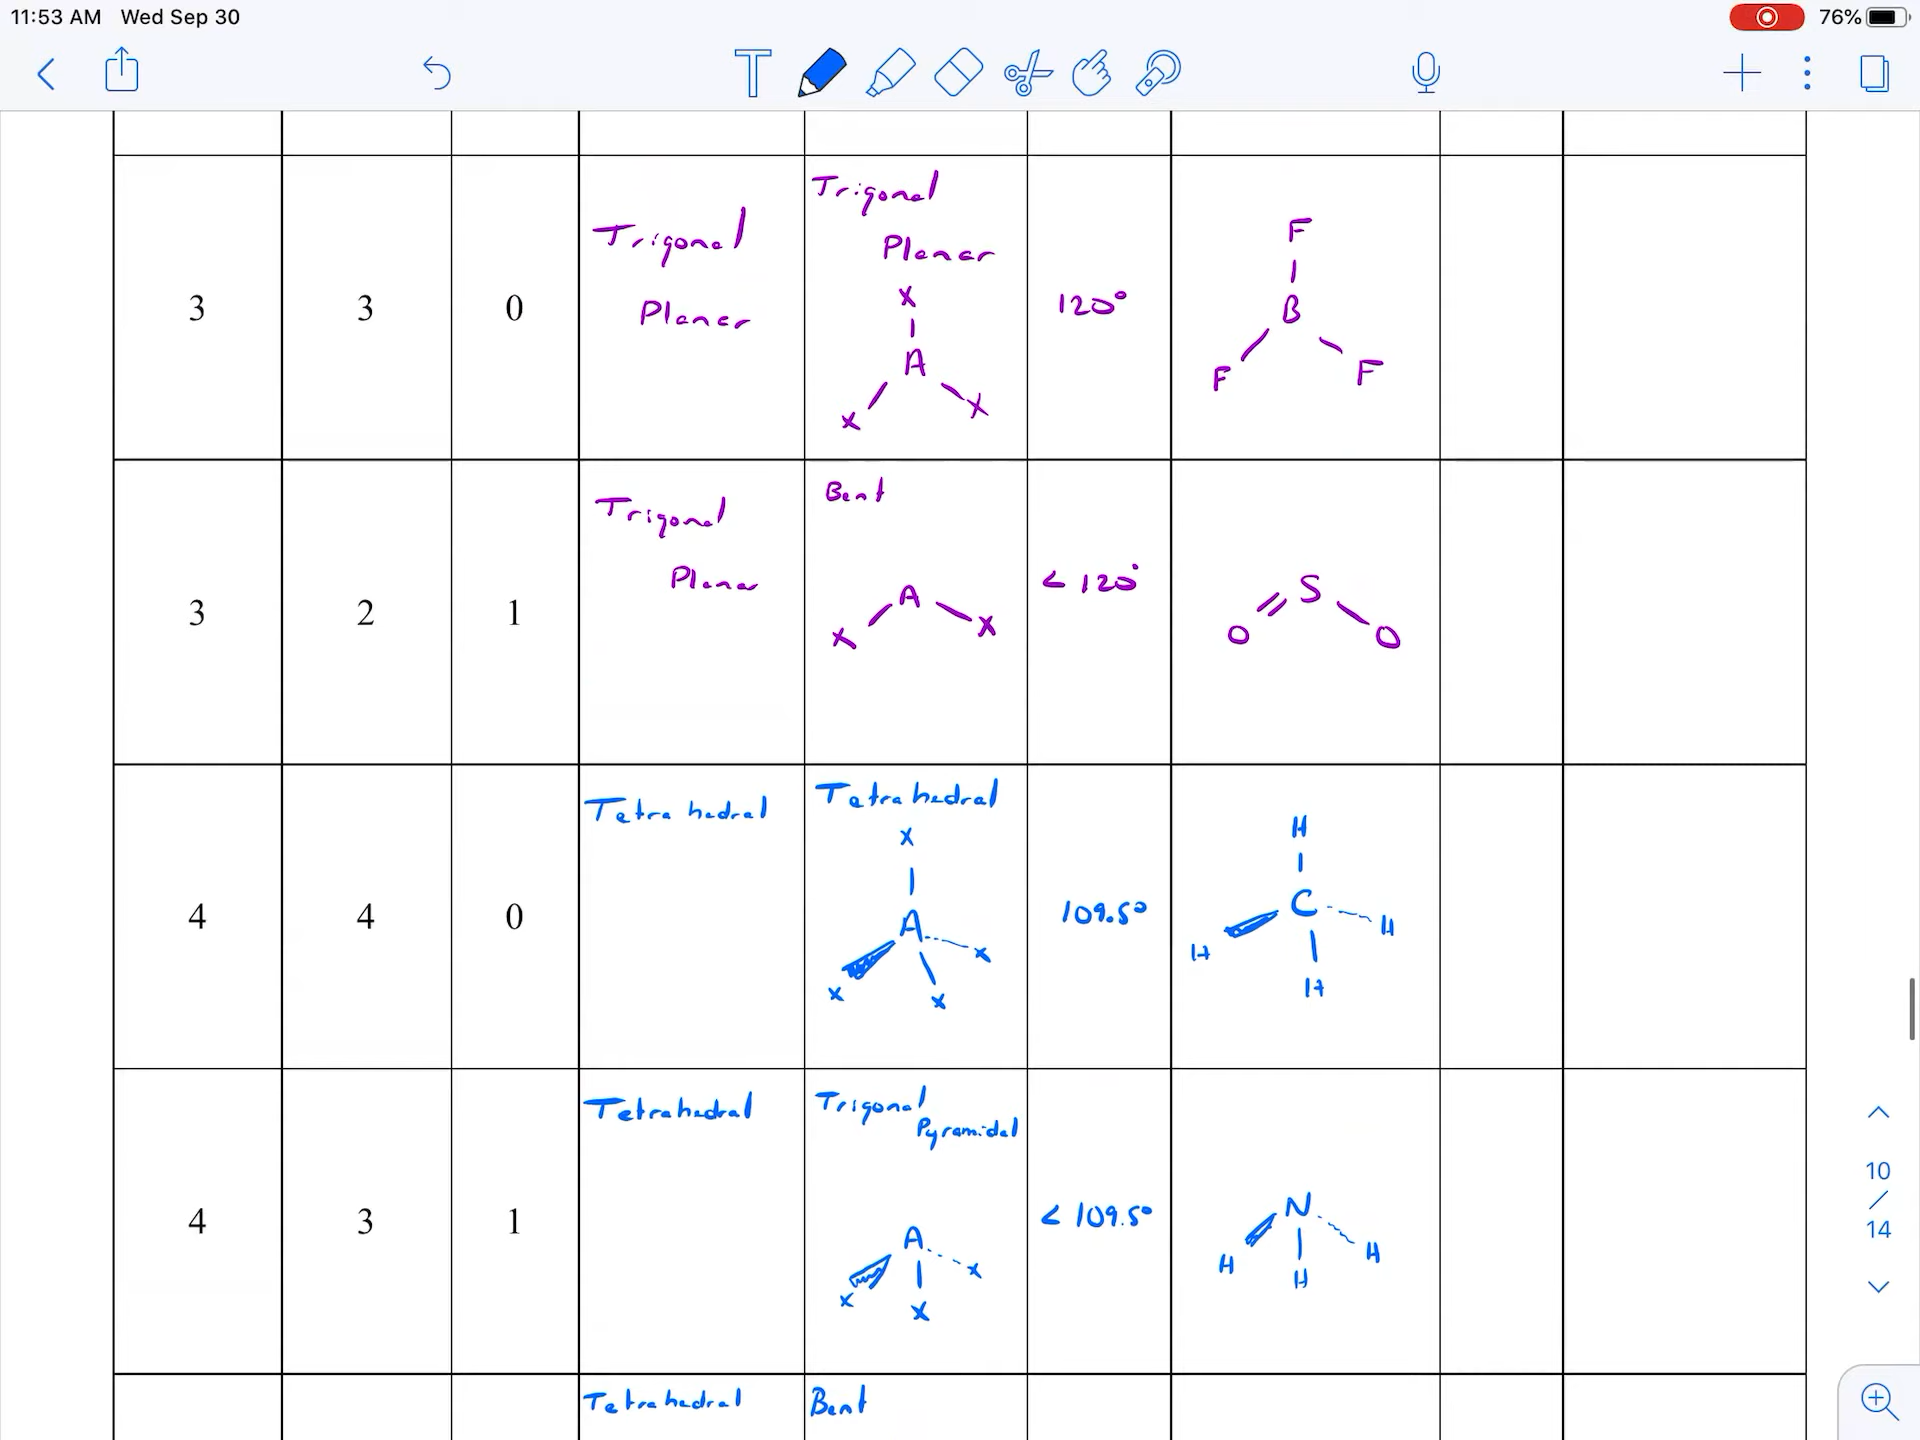 11:53 AM Wed Sep 30
76%
T
3 3 0
Trigonal
Planar
Trigonal
Planar
X
A
X X
120°
F
B
F F
3 2 1
Trigonal
Planar
Bent
A
X X
< 120°
S
O O
4 4 0
Tetrahedral
Tetrahedral
X
A
X
X X
109.5°
H
C
H H
H
4 3 1
Tetrahedral
Trigonal
Pyramidal
A
X X
X
< 109.5°
N
H H
H
Tetrahedral
Bent
10
/
14